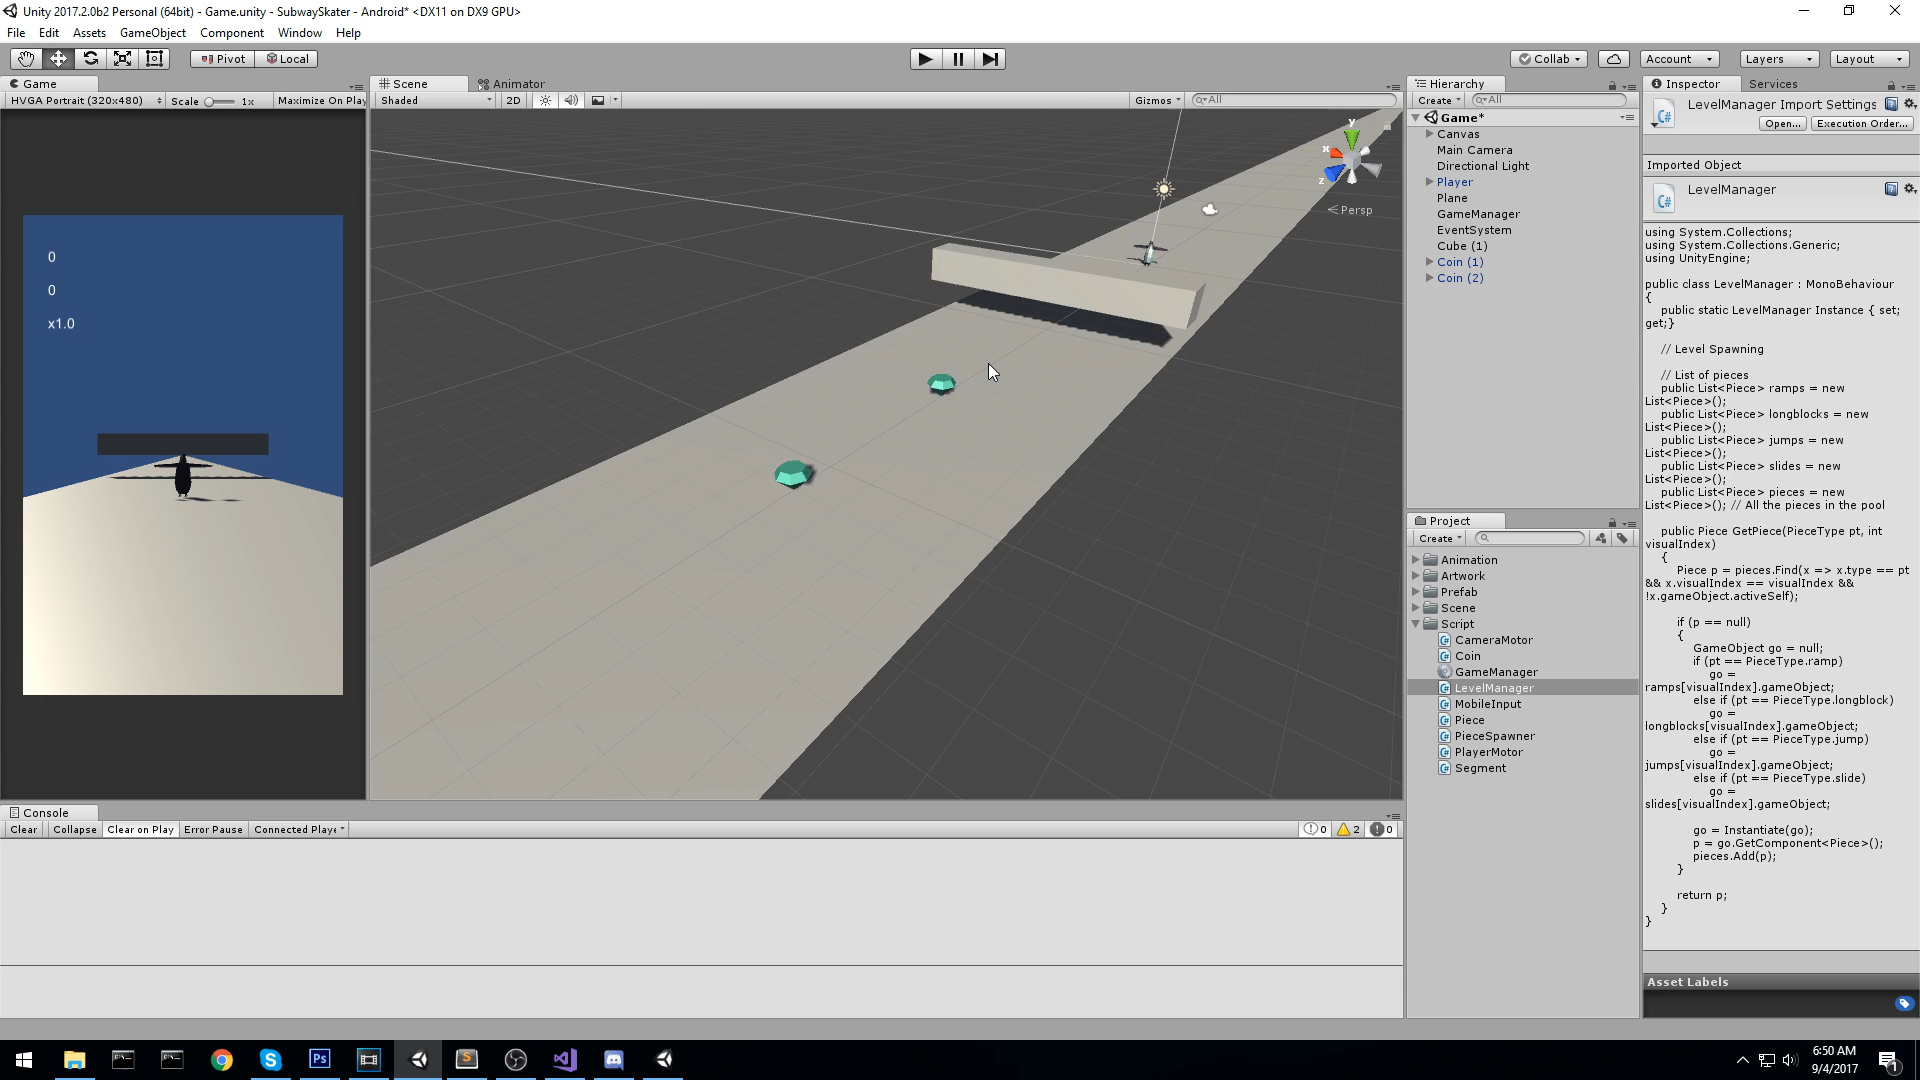 Unity 2017.2.0b2 Personal (64bit) - Game.unity - SubwaySkater - Android* <DX11 on DX9 GPU>
File Edit Assets GameObject Component Window Help
Pivot Local Collab Account Layers Layout
Game
HVGA Portrait (320x480) Scale 1x Maximize On Play
0
0
x1.0
Scene Animator
Shaded 2D Gizmos All
y
x
z
Persp
Hierarchy
Create All
Game*
Canvas
Main Camera
Directional Light
Player
Plane
GameManager
EventSystem
Cube (1)
Coin (1)
Coin (2)
Project
Create
Animation
Artwork
Prefab
Scene
Script
CameraMotor
Coin
GameManager
LevelManager
MobileInput
Piece
PieceSpawner
PlayerMotor
Segment
Inspector Services
LevelManager Import Settings
Open... Execution Order...
Imported Object
LevelManager
using System.Collections;
using System.Collections.Generic;
using UnityEngine;
public class LevelManager : MonoBehaviour
{
public static LevelManager Instance { set;
get;}
// Level Spawning
// List of pieces
public List<Piece> ramps = new
List<Piece>();
public List<Piece> longblocks = new
List<Piece>();
public List<Piece> jumps = new
List<Piece>();
public List<Piece> slides = new
List<Piece>();
public List<Piece> pieces = new
List<Piece>(); // All the pieces in the pool
public Piece GetPiece(PieceType pt, int
visualIndex)
{
Piece p = pieces.Find(x => x.type == pt
&& x.visualIndex == visualIndex &&
!x.gameObject.activeSelf);
if (p == null)
{
GameObject go = null;
if (pt == PieceType.ramp)
go =
ramps[visualIndex].gameObject;
else if (pt == PieceType.longblock)
go =
longblocks[visualIndex].gameObject;
else if (pt == PieceType.jump)
go =
jumps[visualIndex].gameObject;
else if (pt == PieceType.slide)
go =
slides[visualIndex].gameObject;
go = Instantiate(go);
p = go.GetComponent<Piece>();
pieces.Add(p);
}
return p;
}
}
Asset Labels
Console
Clear Collapse Clear on Play Error Pause Connected Playe 0 2 0
6:50 AM
9/4/2017
1